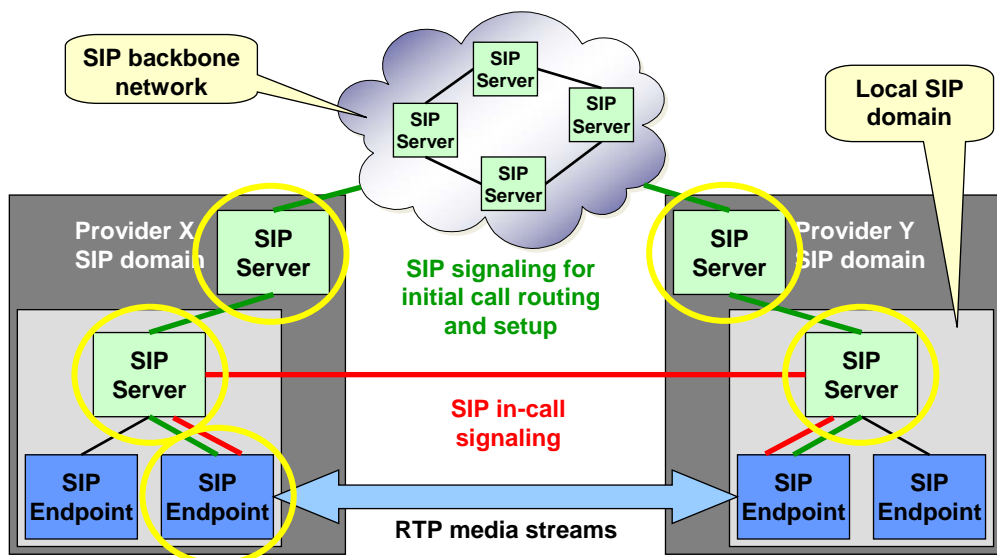 SIP backbone
network
SIP
Server
SIP
Server
SIP
Server
SIP
Server
Local SIP
domain
Provider X
SIP domain
SIP
Server
SIP signaling for
initial call routing
and setup
SIP
Server
Provider Y
SIP domain
SIP
Server
SIP in-call
signaling
SIP
Server
SIP
Endpoint
SIP
Endpoint
RTP media streams
SIP
Endpoint
SIP
Endpoint